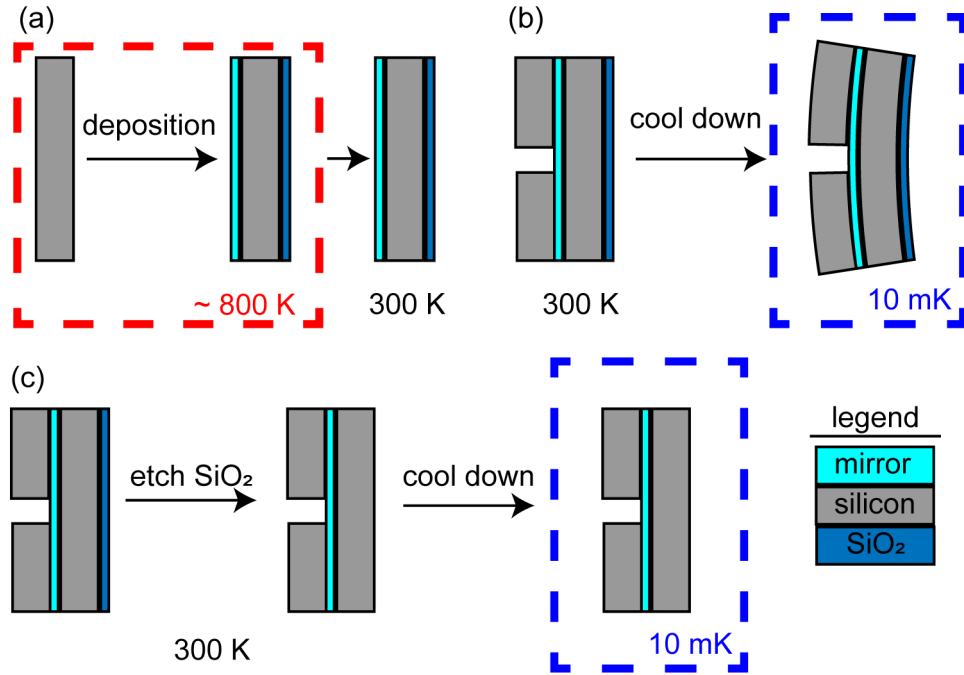 (a)
deposition
~ 800 K
300 K
(b)
cool down
300 K
10 mK
(c)
etch SiO₂
cool down
300 K
10 mK
legend
mirror
silicon
SiO₂